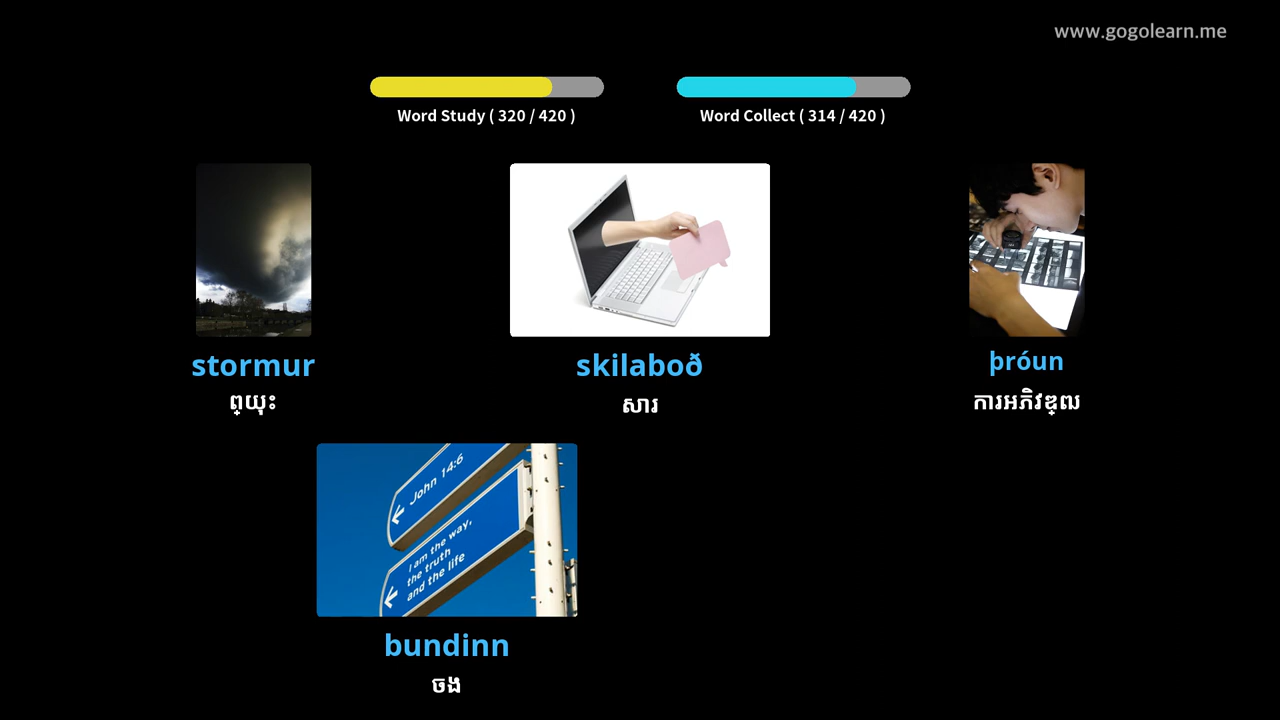 www.gogolearn.me
Word Study ( 320 / 420 )
Word Collect ( 314 / 420 )
stormur
ព្យុះ
skilaboð
សារ
þróun
ការអភិវឌ្ឍ
John 14:6
I am the way,
the truth
and the life
bundinn
ចង